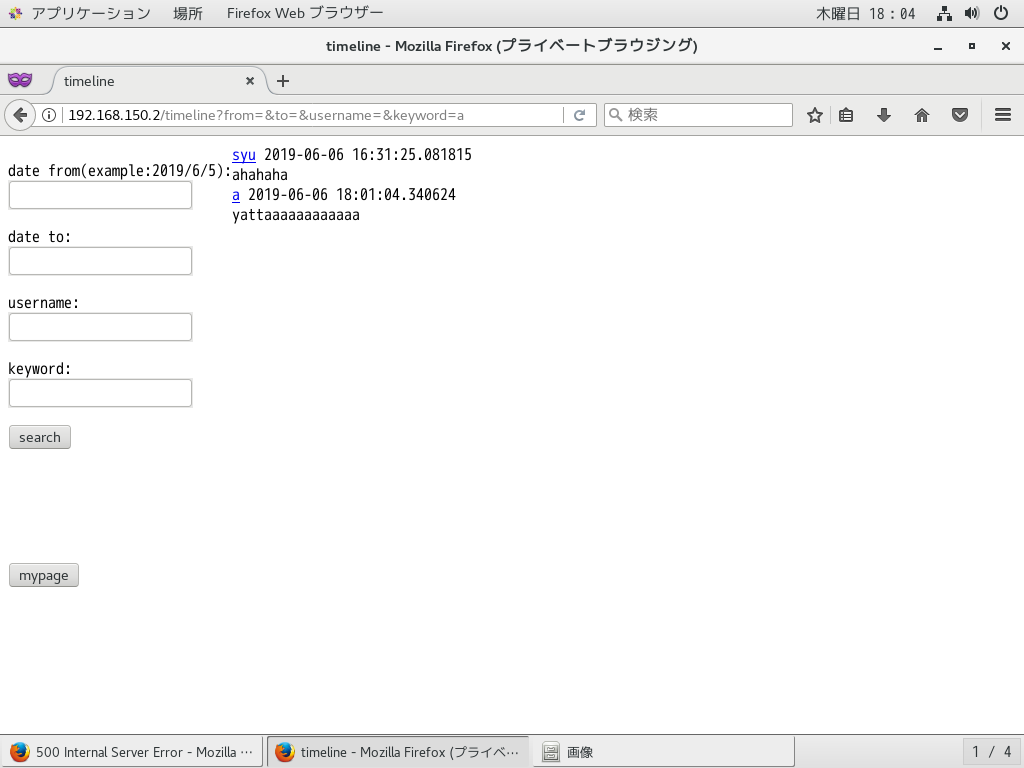 アプリケーション 場所 Firefox Web ブラウザー 木曜日 18：04
timeline - Mozilla Firefox (プライベートブラウジング)
timeline
192.168.150.2/timeline?from=&to=&username=&keyword=a 検索
syu 2019-06-06 16:31:25.081815
date from(example:2019/6/5):
ahahaha
a 2019-06-06 18:01:04.340624
yattaaaaaaaaaaaa
date to:
username:
keyword:
search
mypage
500 Internal Server Error - Mozilla … timeline - Mozilla Firefox (プライベ… 画像 1 / 4